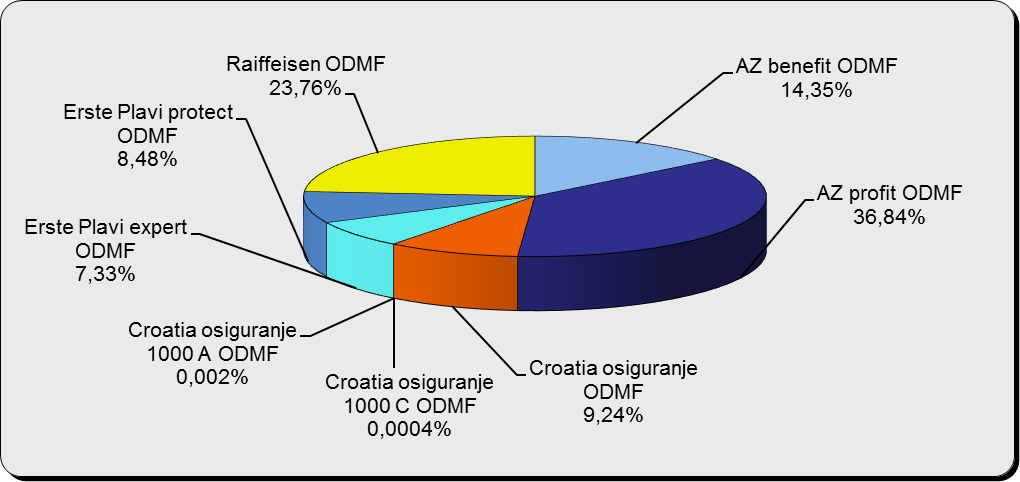 Raiffeisen ODMF
23,76%
AZ benefit ODMF
14,35%
Erste Plavi protect
ODMF
8,48%
AZ profit ODMF
36,84%
Erste Plavi expert
ODMF
7,33%
Croatia osiguranje
1000 A ODMF
0,002%
Croatia osiguranje
1000 C ODMF
0,0004%
Croatia osiguranje
ODMF
9,24%